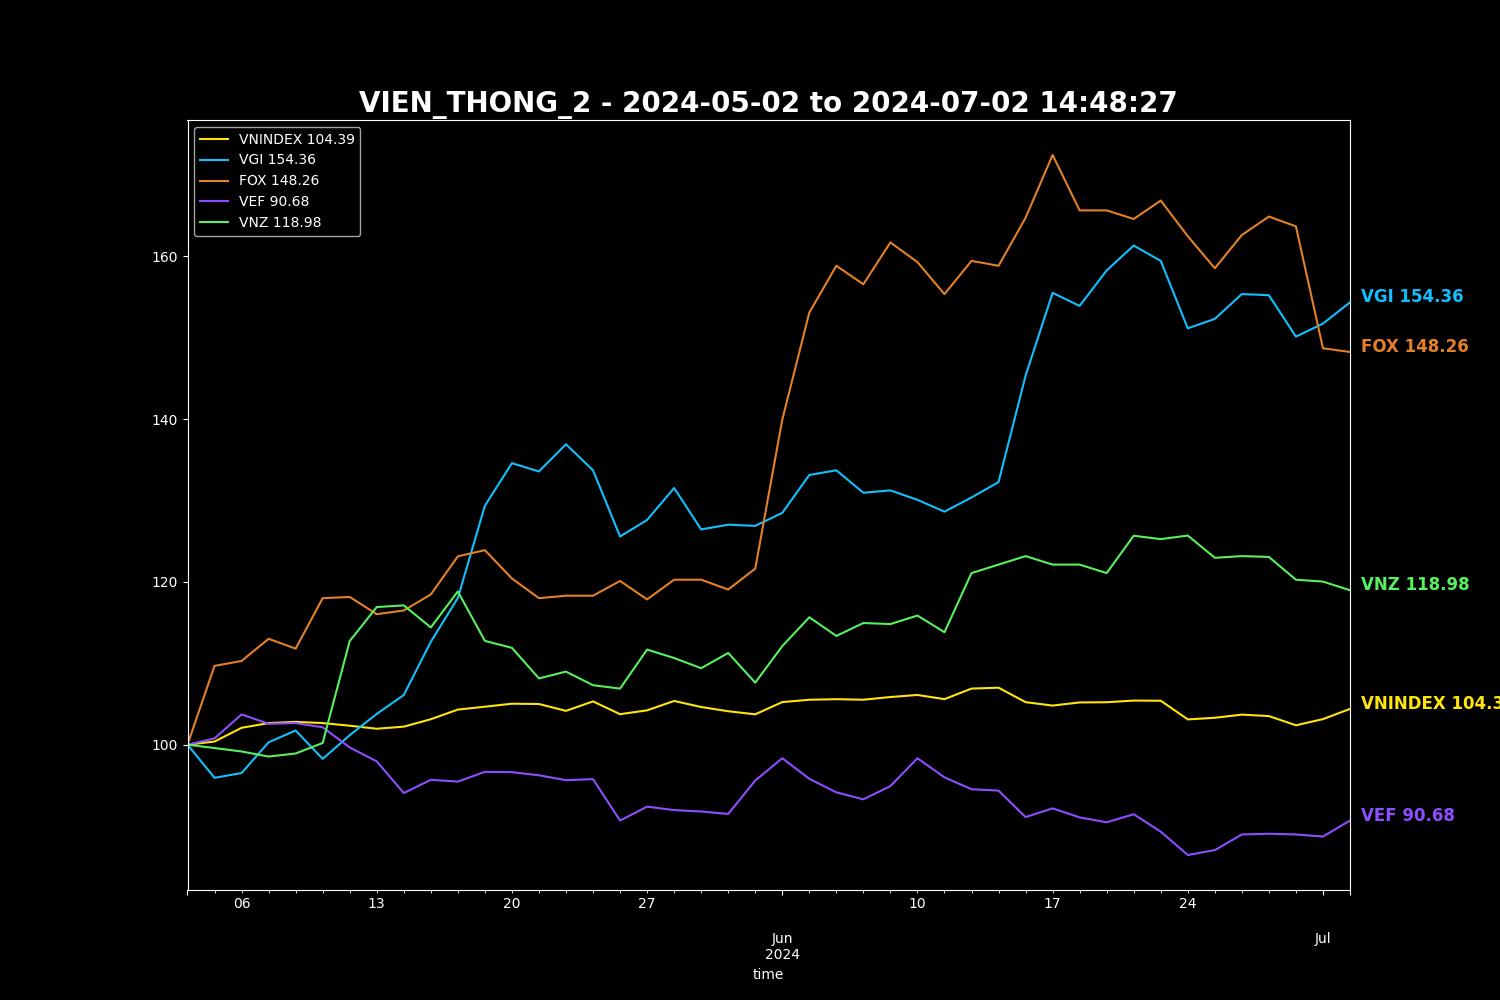 VIEN_THONG_2 - 2024-05-02 to 2024-07-02 14:48:27
VNINDEX 104.39
VGI 154.36
FOX 148.26
VEF 90.68
VNZ 118.98
160
140
120
100
VGI 154.36
FOX 148.26
VNZ 118.98
VNINDEX 104.3
VEF 90.68
06 13 20 27 10 17 24
Jun Jul
2024
time